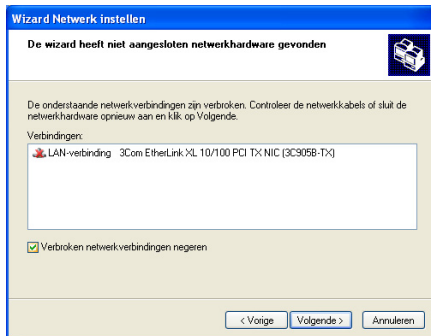 Wizard Netwerk instellen
De wizard heeft niet aangesloten netwerkhardware gevonden
De onderstaande netwerkverbindingen zijn verbroken. Controleer de netwerkkabels of sluit de
netwerkhardware opnieuw aan en klik op Volgende.
Verbindingen:
LAN-verbinding 3Com EtherLink XL 10/100 PCI TX NIC (3C905B-TX)
Verbroken netwerkverbindingen negeren
< Vorige Volgende > Annuleren